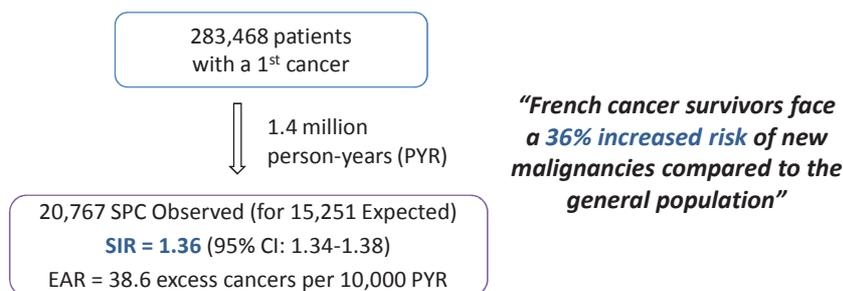 283,468 patients
with a 1st cancer
1.4 million
person-years (PYR)
20,767 SPC Observed (for 15,251 Expected)
SIR = 1.36 (95% CI: 1.34-1.38)
EAR = 38.6 excess cancers per 10,000 PYR
“French cancer survivors face
a 36% increased risk of new
malignancies compared to the
general population”